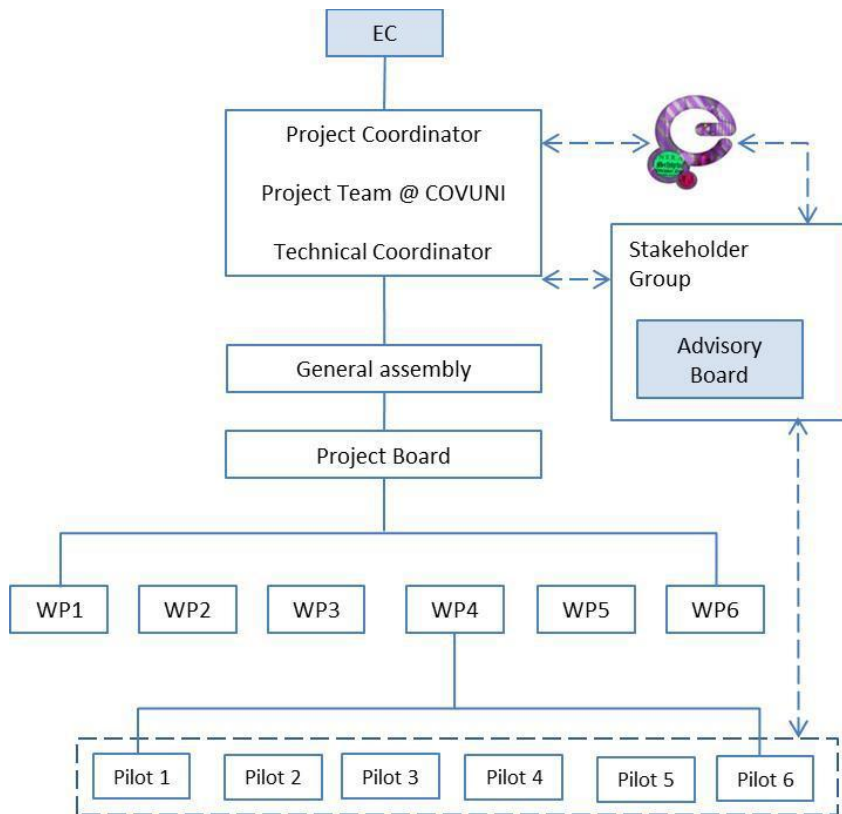 EC
Project Coordinator
Project Team @ COVUNI
Technical Coordinator
Stakeholder
Group
Advisory
Board
General assembly
Project Board
WP1
WP2
WP3
WP4
WP5
WP6
Pilot 1
Pilot 2
Pilot 3
Pilot 4
Pilot 5
Pilot 6